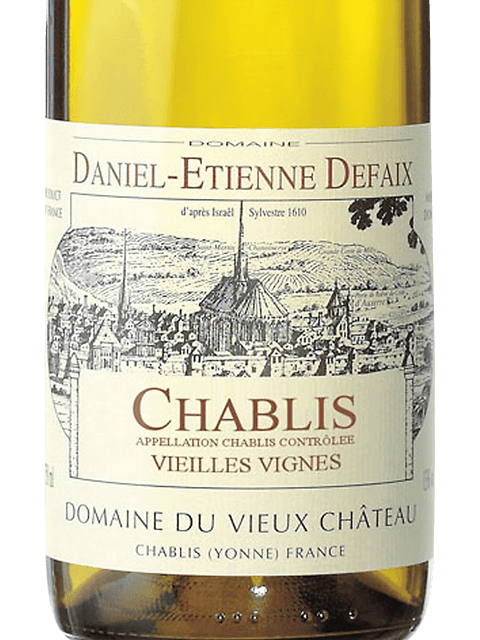 DOMAINE
DANIEL-ETIENNE DEFAIX
d'après Israël Sylvestre 1610
CHABLIS
APPELLATION CHABLIS CONTRÔLÉE
VIEILLES VIGNES
DOMAINE DU VIEUX CHÂTEAU
CHABLIS (YONNE) FRANCE